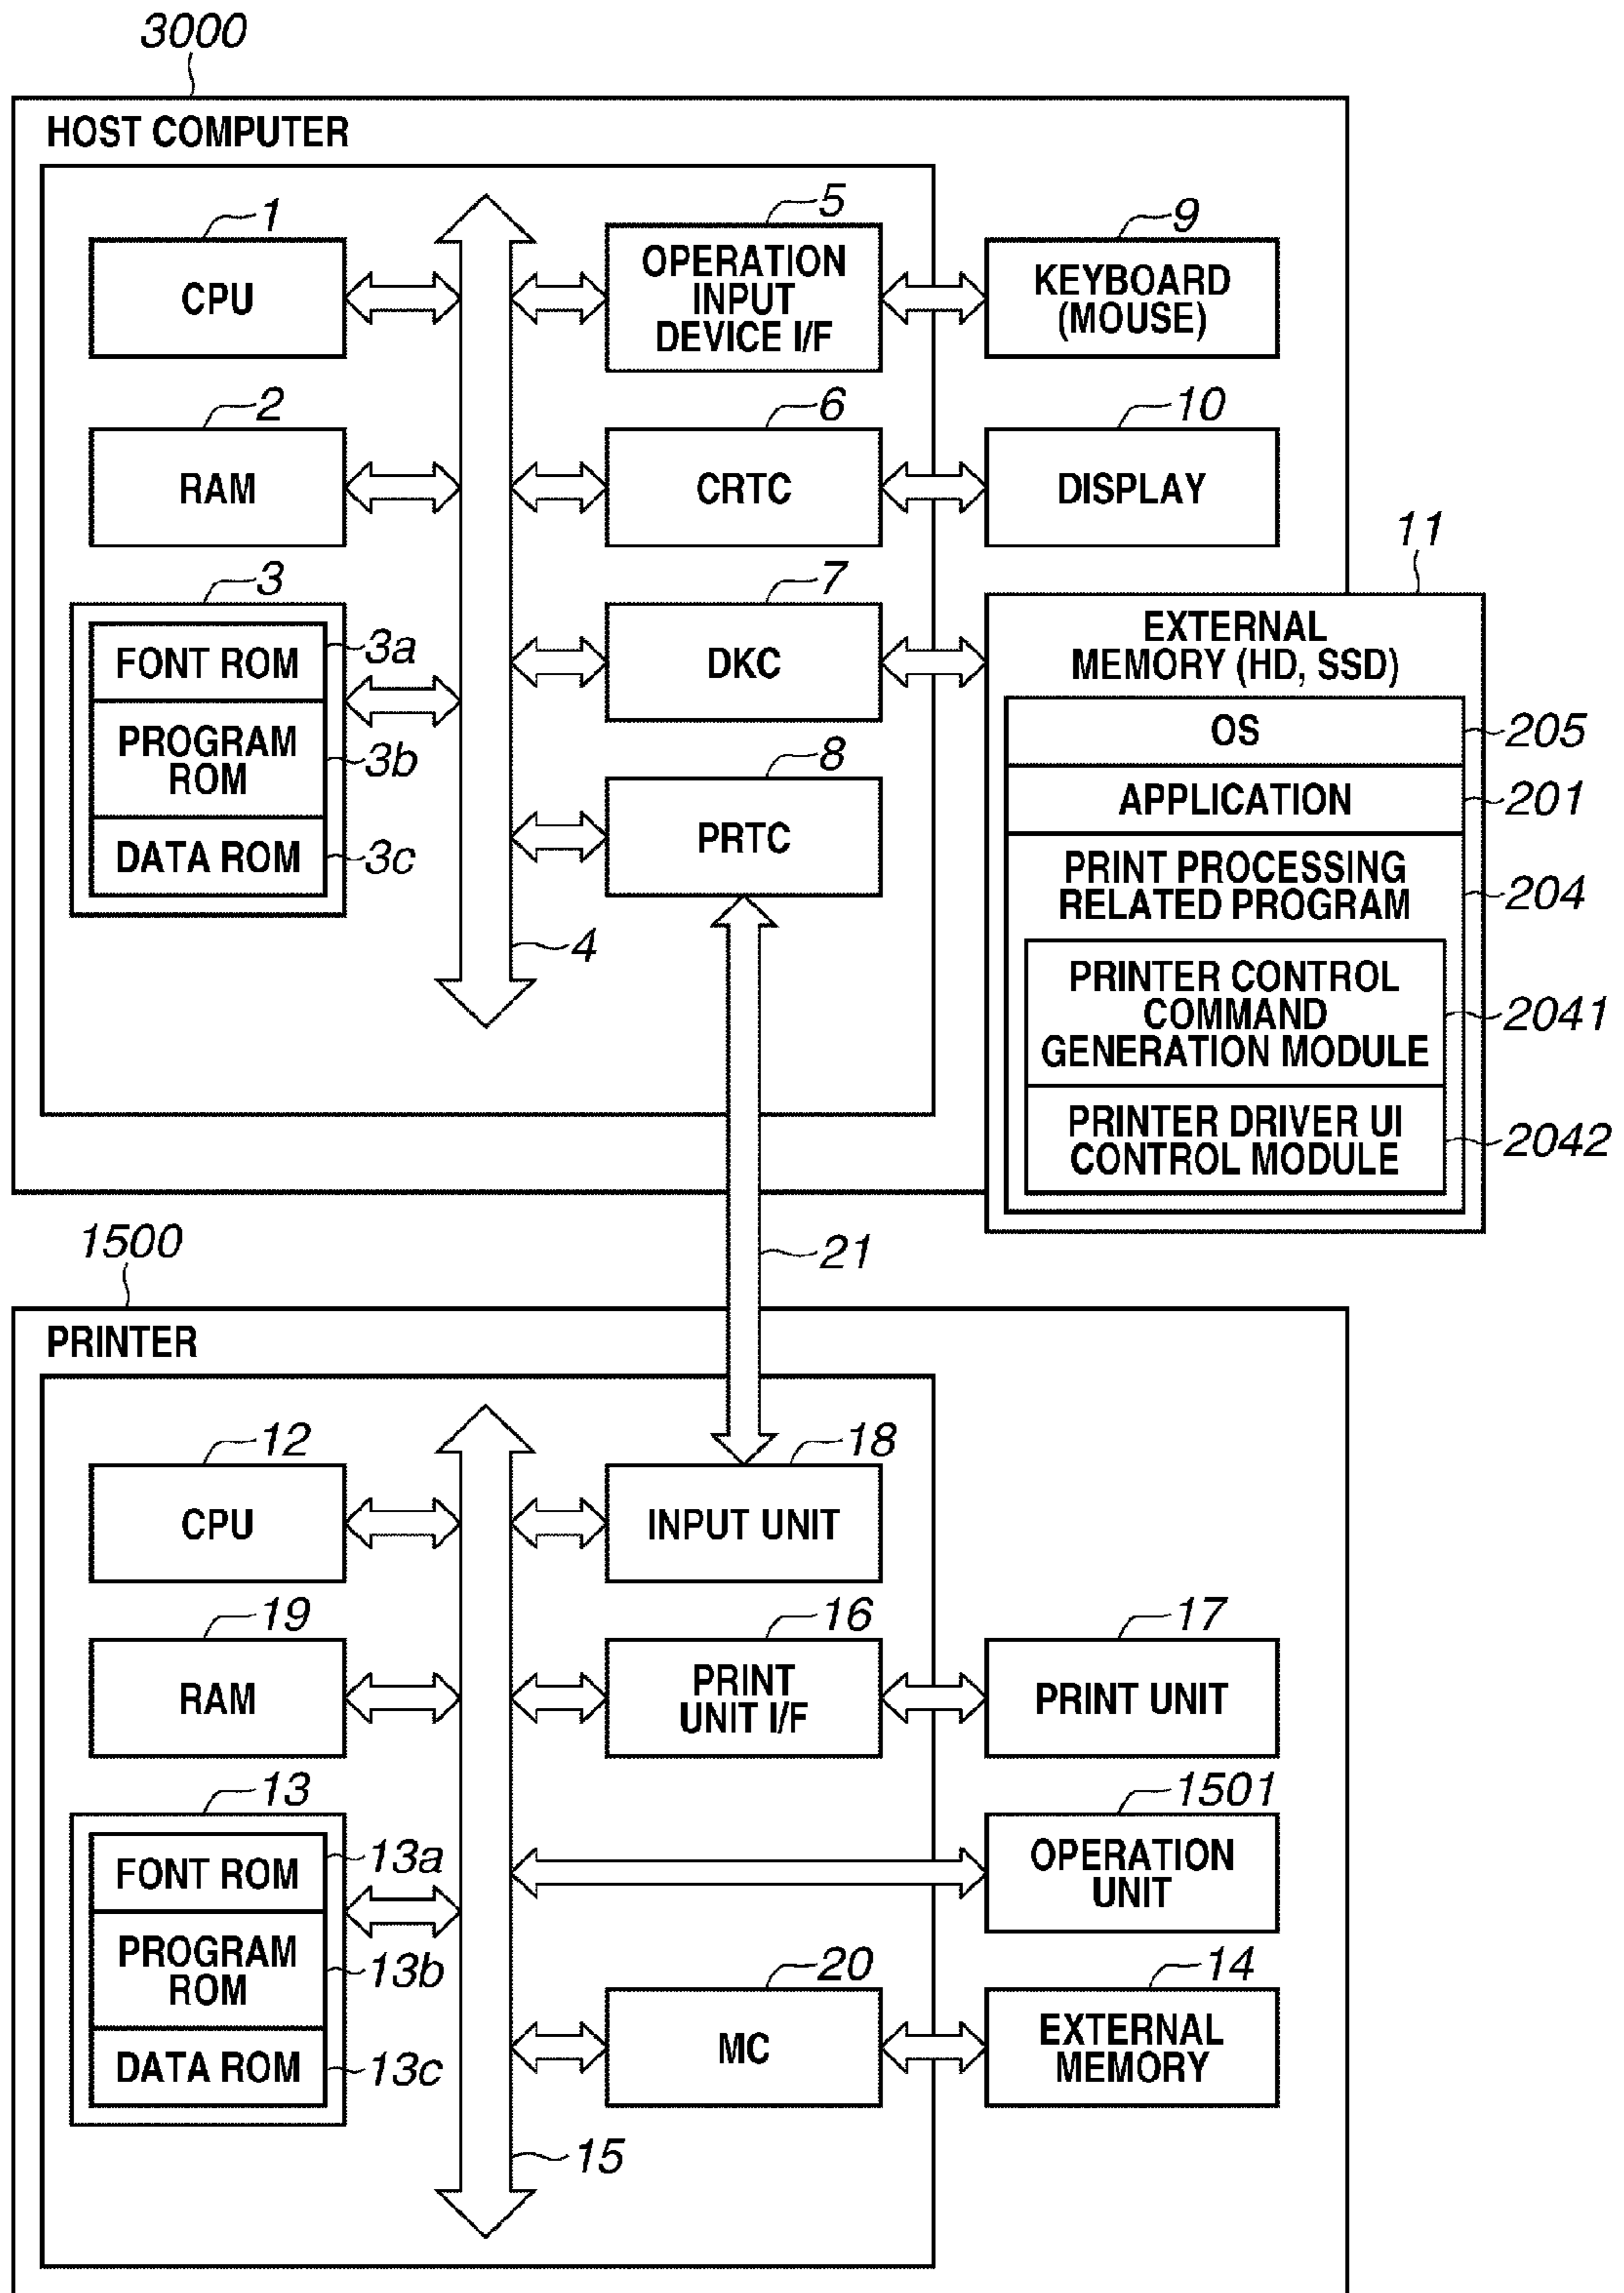 3000
HOST COMPUTER
1
CPU
5
OPERATION
INPUT
DEVICE I/F
9
KEYBOARD
(MOUSE)
2
RAM
6
CRTC
10
DISPLAY
3
FONT ROM
3a
PROGRAM
ROM
3b
DATA ROM
3c
7
DKC
11
EXTERNAL
MEMORY (HD, SSD)
OS
205
APPLICATION
201
PRINT PROCESSING
RELATED PROGRAM
204
PRINTER CONTROL
COMMAND
GENERATION MODULE
2041
PRINTER DRIVER UI
CONTROL MODULE
2042
8
PRTC
4
21
1500
PRINTER
12
CPU
18
INPUT UNIT
19
RAM
16
PRINT
UNIT I/F
17
PRINT UNIT
13
FONT ROM
13a
PROGRAM
ROM
13b
DATA ROM
13c
1501
OPERATION
UNIT
20
MC
14
EXTERNAL
MEMORY
15